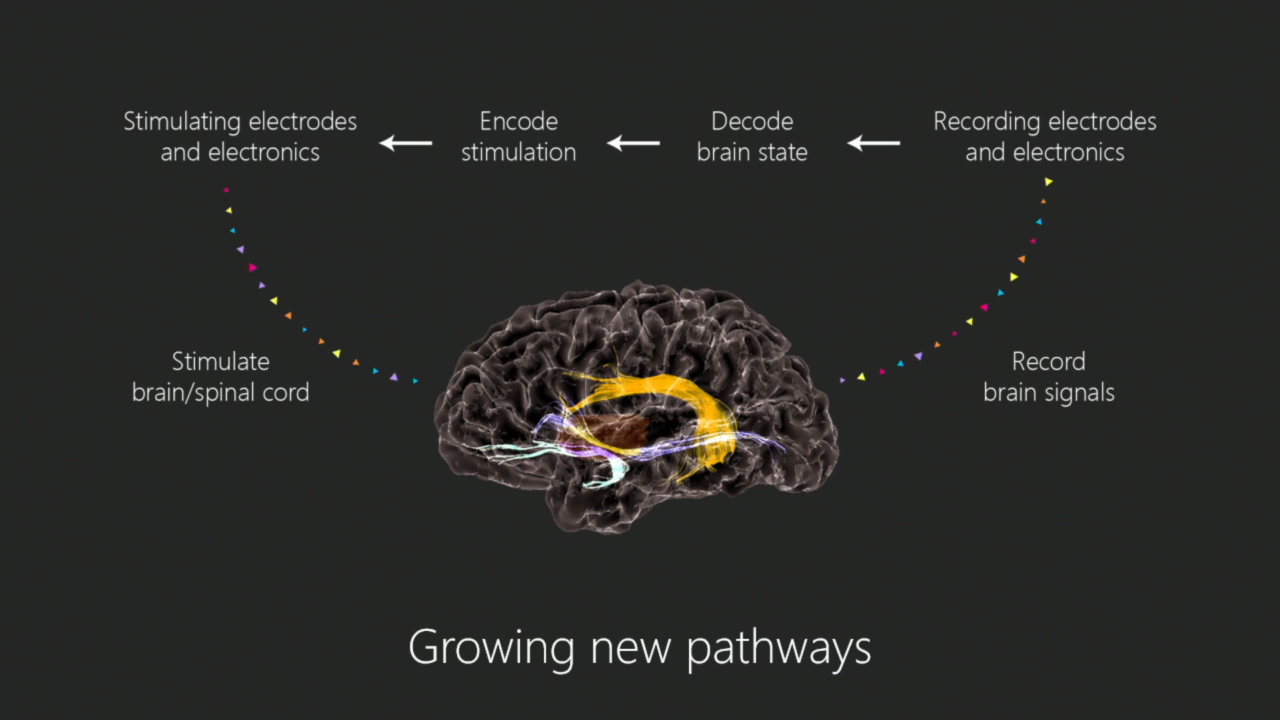 Stimulating electrodes
and electronics
Encode
stimulation
Decode
brain state
Recording electrodes
and electronics
Stimulate
brain/spinal cord
Record
brain signals
Growing new pathways